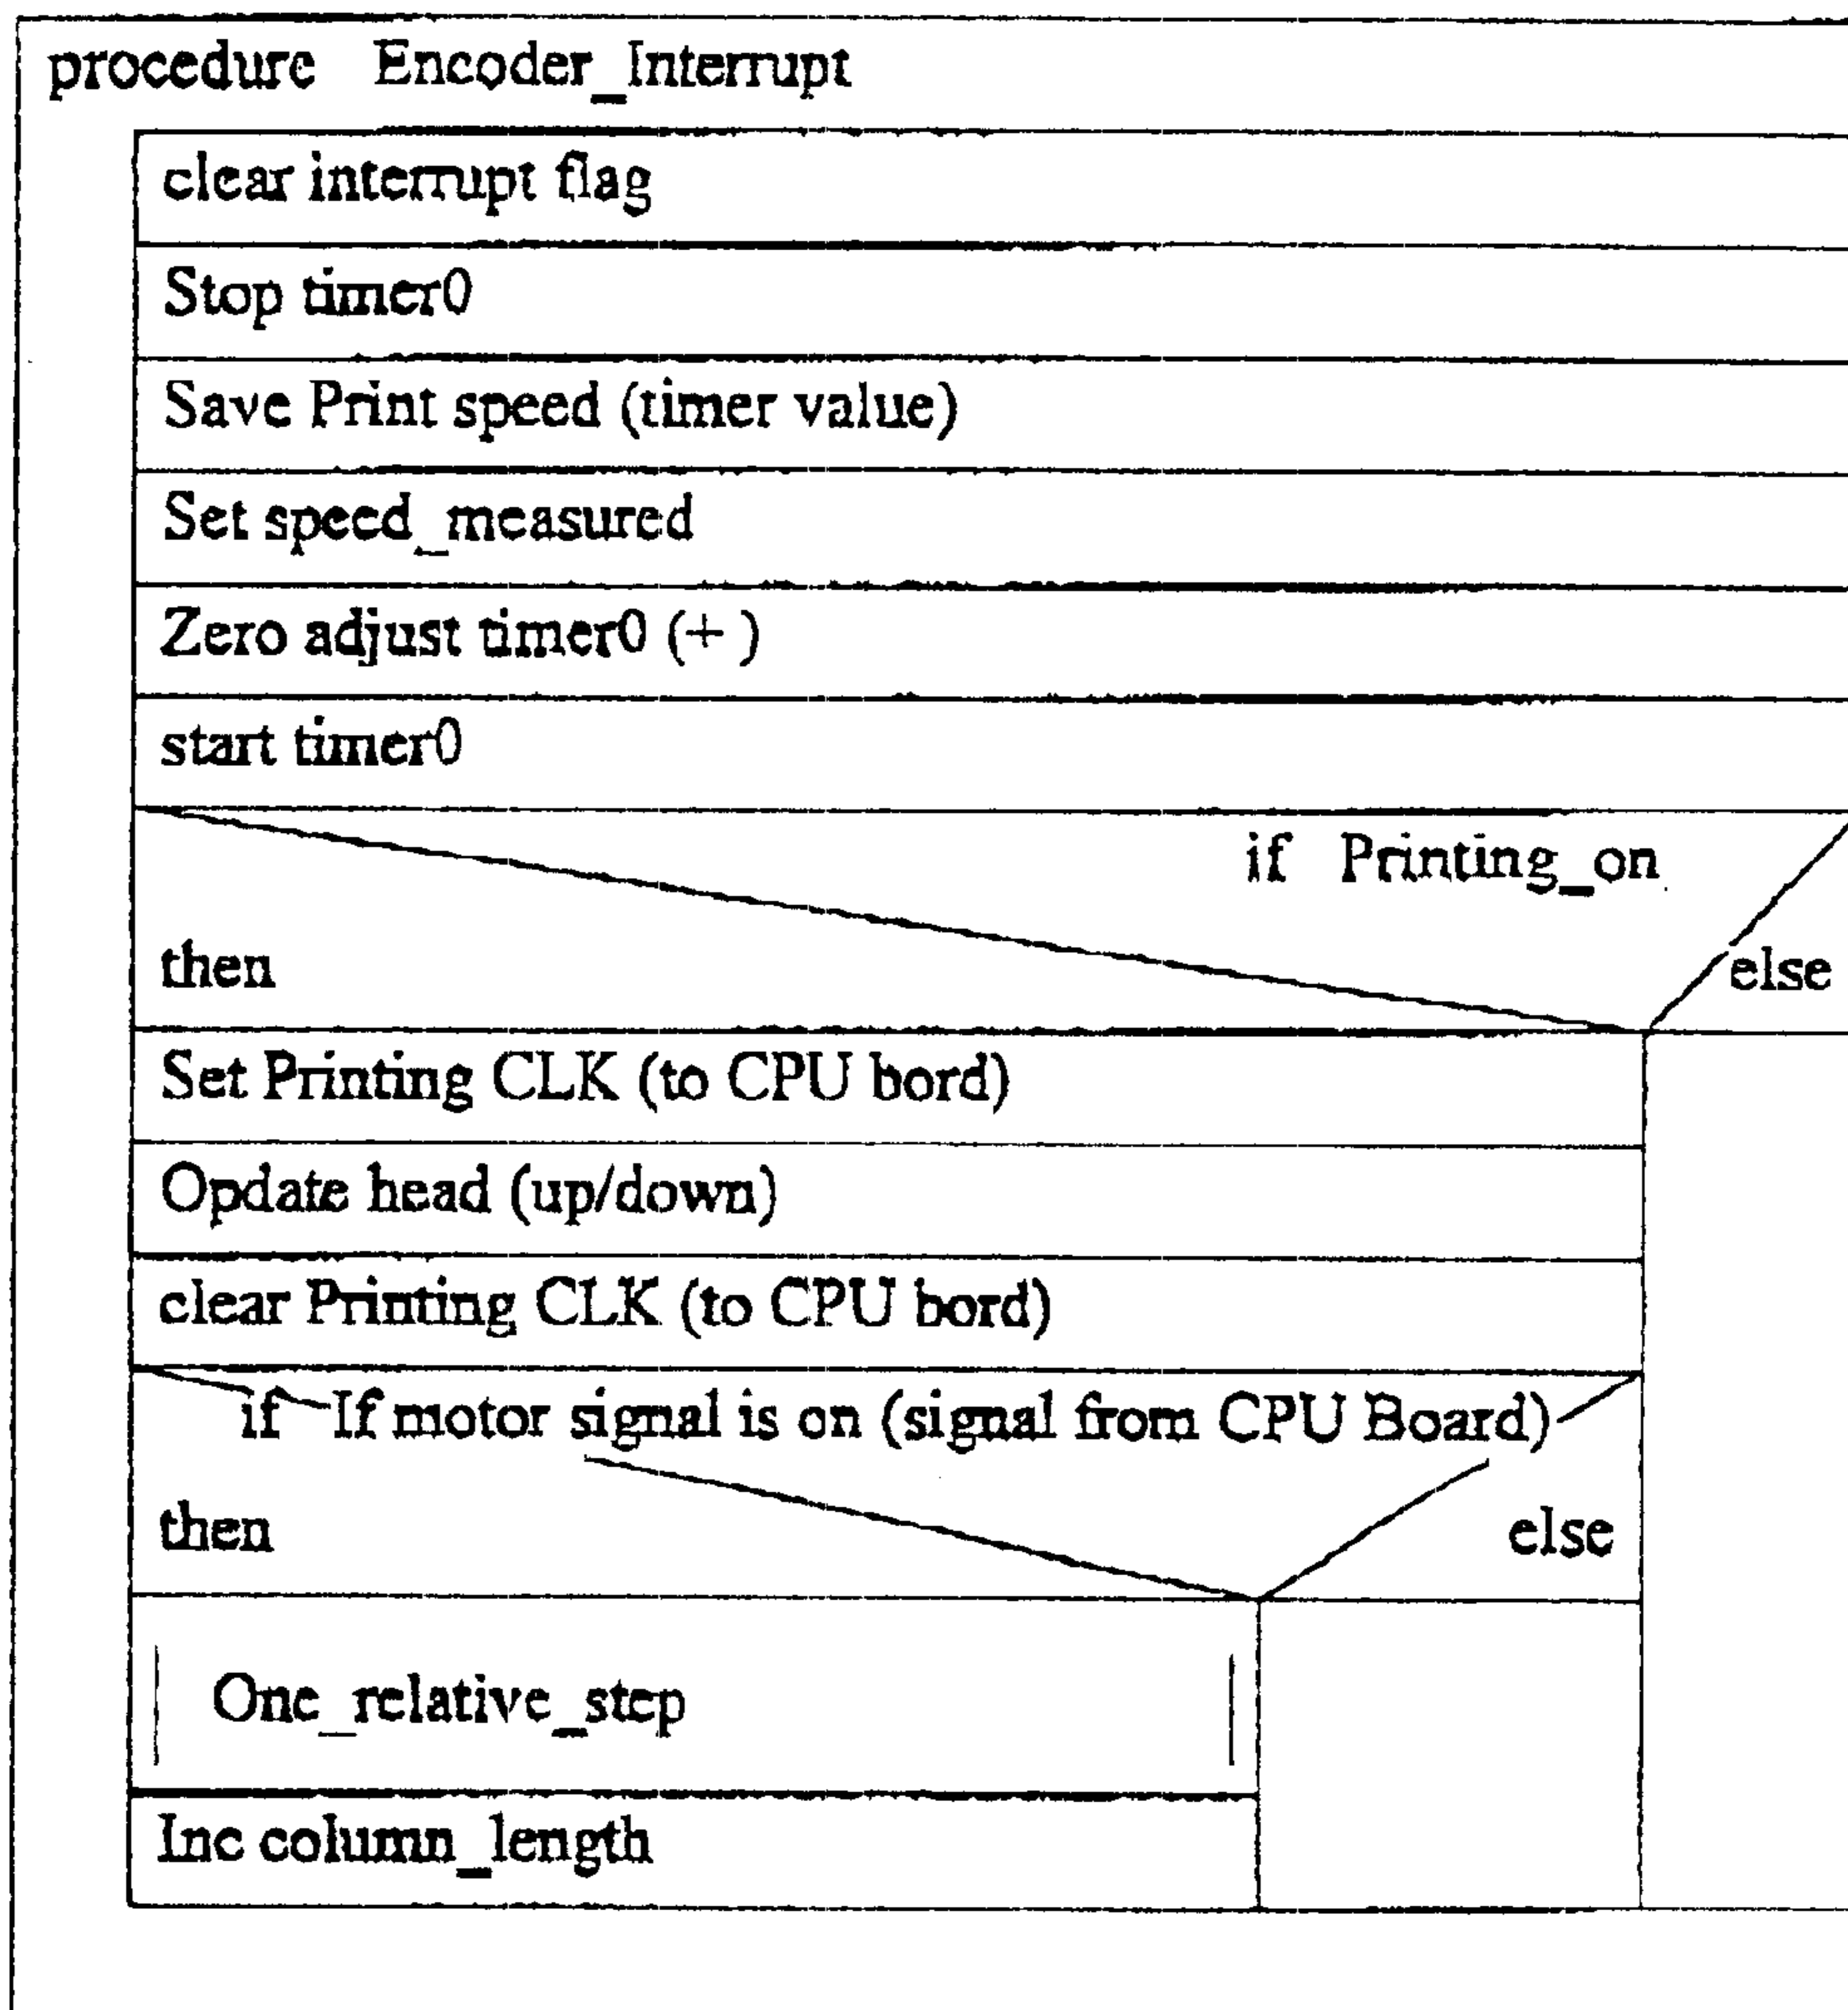 procedure Encoder_Interrupt
clear interrupt flag
Stop timer0
Save Print speed (timer value)
Set speed_measured
Zero adjust timer0 (+ )
start timer0
if Printing_on
then else
Set Printing CLK (to CPU bord)
Opdate head (up/down)
clear Printing CLK (to CPU bord)
if If motor signal is on (signal from CPU Board)
then else
One_relative_step
Inc column_length